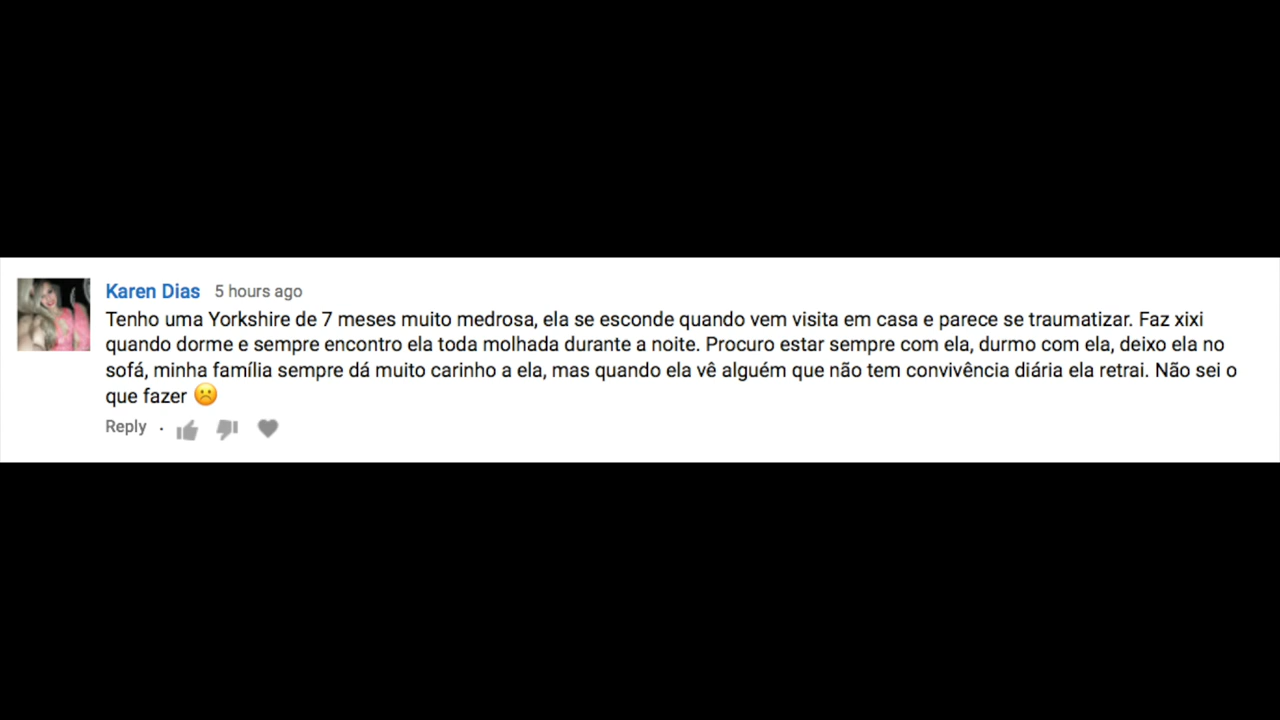 Karen Dias 5 hours ago
Tenho uma Yorkshire de 7 meses muito medrosa, ela se esconde quando vem visita em casa e parece se traumatizar. Faz xixi
quando dorme e sempre encontro ela toda molhada durante a noite. Procuro estar sempre com ela, durmo com ela, deixo ela no
sofá, minha família sempre dá muito carinho a ela, mas quando ela vê alguém que não tem convivência diária ela retrai. Não sei o
que fazer ☹️
Reply ·